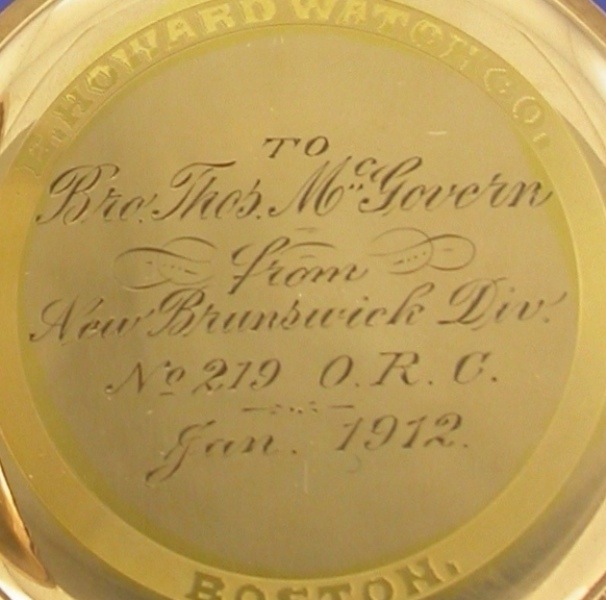 E. HOWARD WATCH CO.
TO
Bro. Thos. McGovern
from
New Brunswick Div.
No 219 O.R.C.
Jan. 1912.
BOSTON.